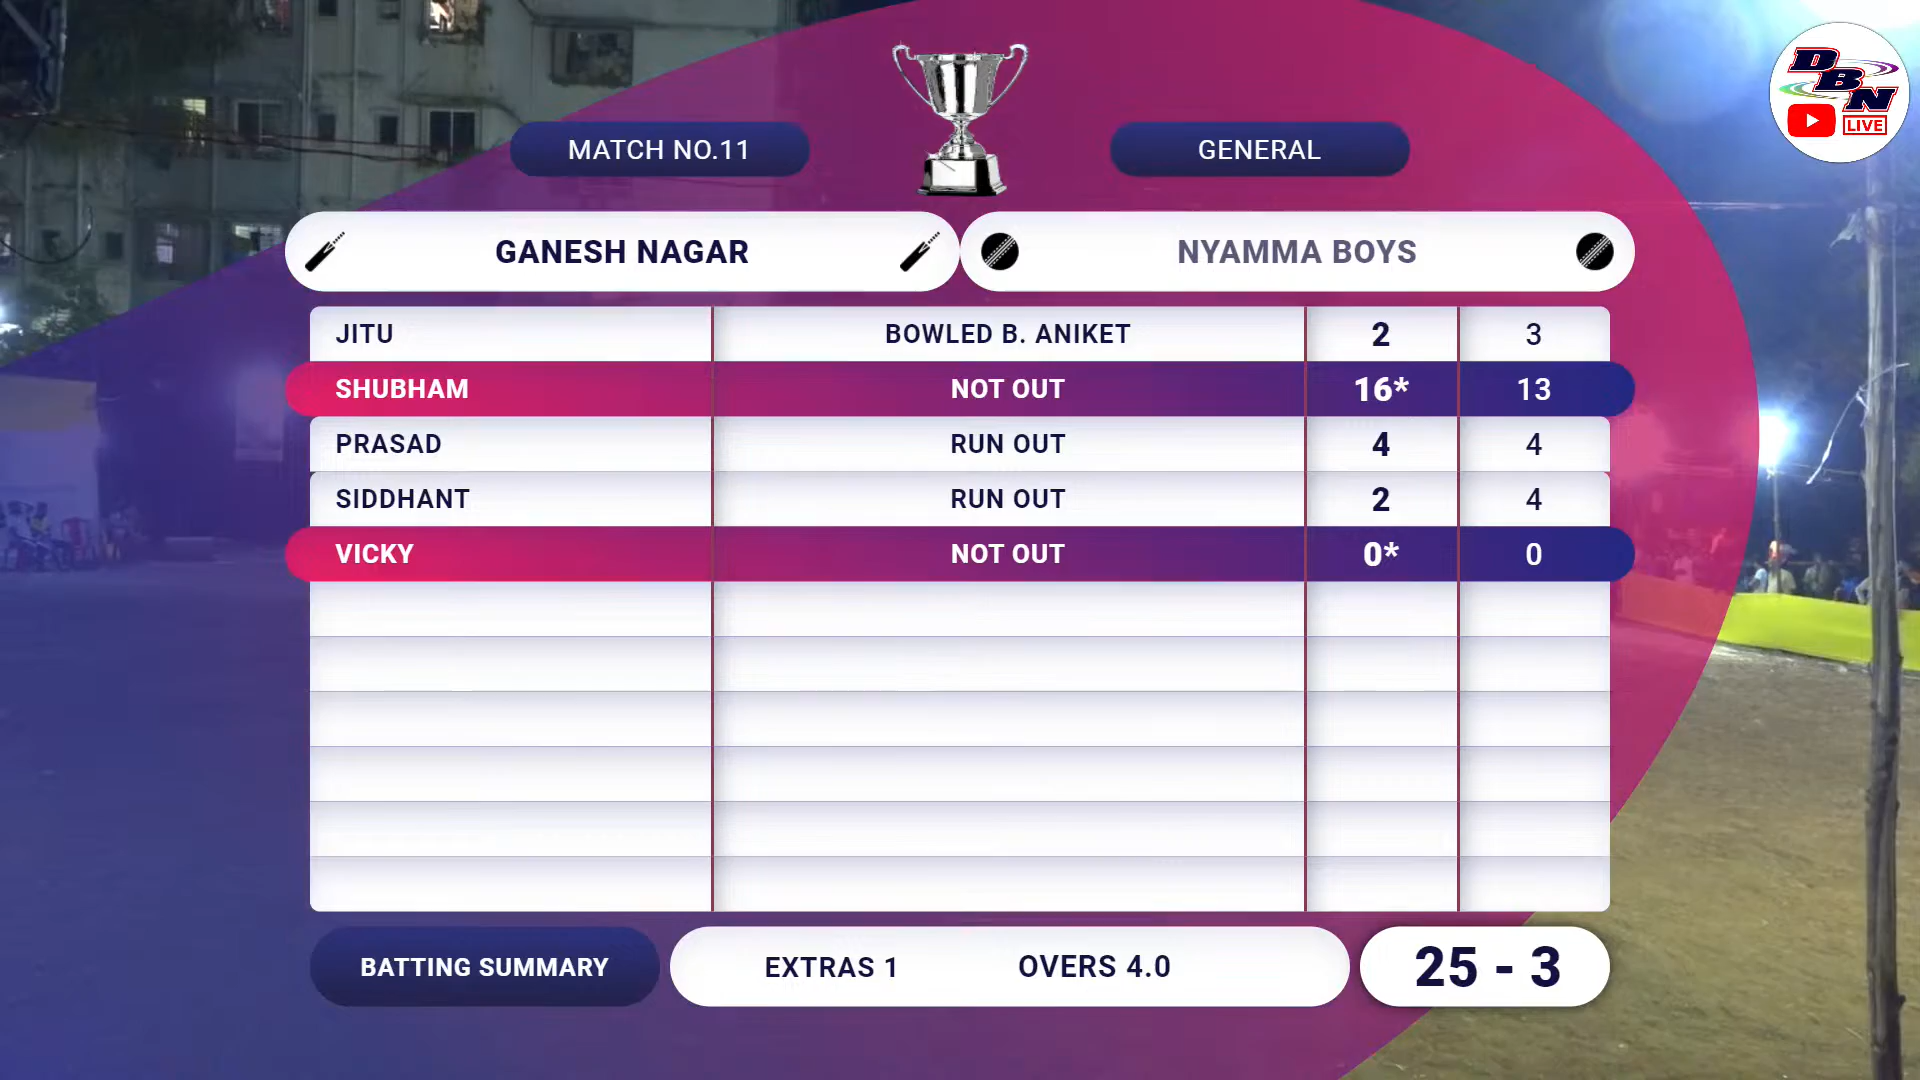 DBN
LIVE
MATCH NO.11
GENERAL
GANESH NAGAR
NYAMMA BOYS
JITU BOWLED B. ANIKET 2 3
SHUBHAM NOT OUT 16* 13
PRASAD RUN OUT 4 4
SIDDHANT RUN OUT 2 4
VICKY NOT OUT 0* 0
BATTING SUMMARY EXTRAS 1 OVERS 4.0 25 - 3